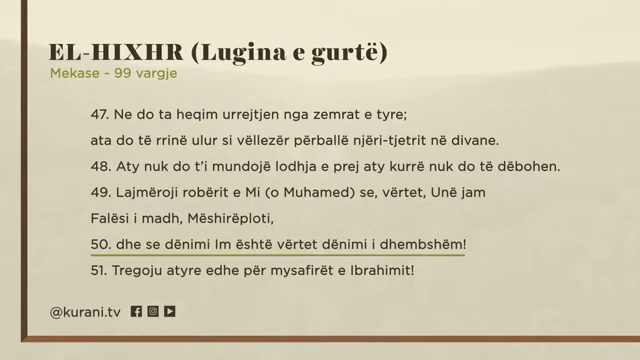 EL-HIXHR (Lugina e gurtë)
Mekase - 99 vargje
47. Ne do ta heqim urrejtjen nga zemrat e tyre;
ata do të rrinë ulur si vëllezër përballë njëri-tjetrit në divane.
48. Aty nuk do t'i mundojë lodhja e prej aty kurrë nuk do të dëbohen.
49. Lajmëroji robërit e Mi (o Muhamed) se, vërtet, Unë jam
Falësi i madh, Mëshirëploti,
50. dhe se dënimi Im është vërtet dënimi i dhembshëm!
51. Tregoju atyre edhe për mysafirët e Ibrahimit!
@kurani.tv